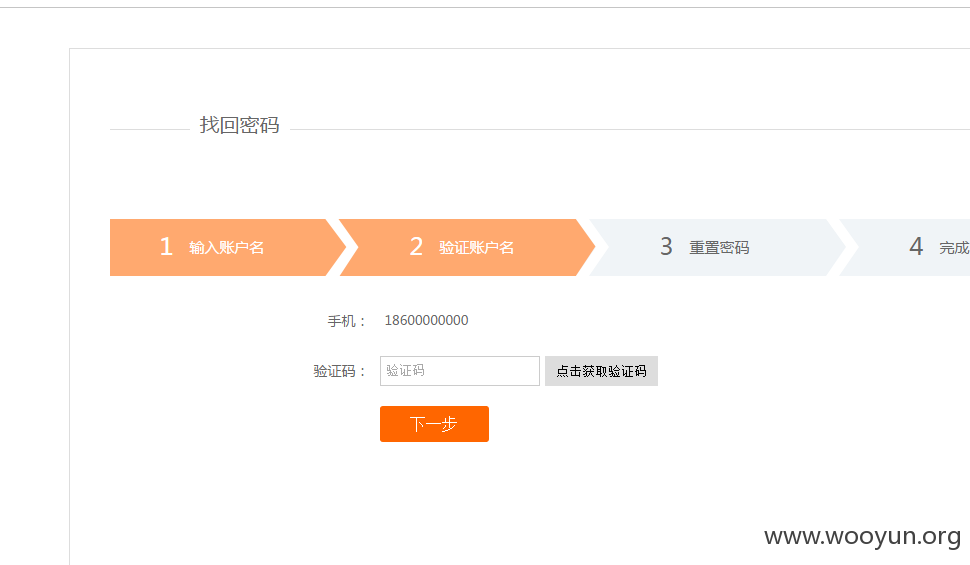 找回密码
1 输入账户名 2 验证账户名 3 重置密码 4 完成
手机： 18600000000
验证码： 验证码 点击获取验证码
下一步
www.wooyun.org